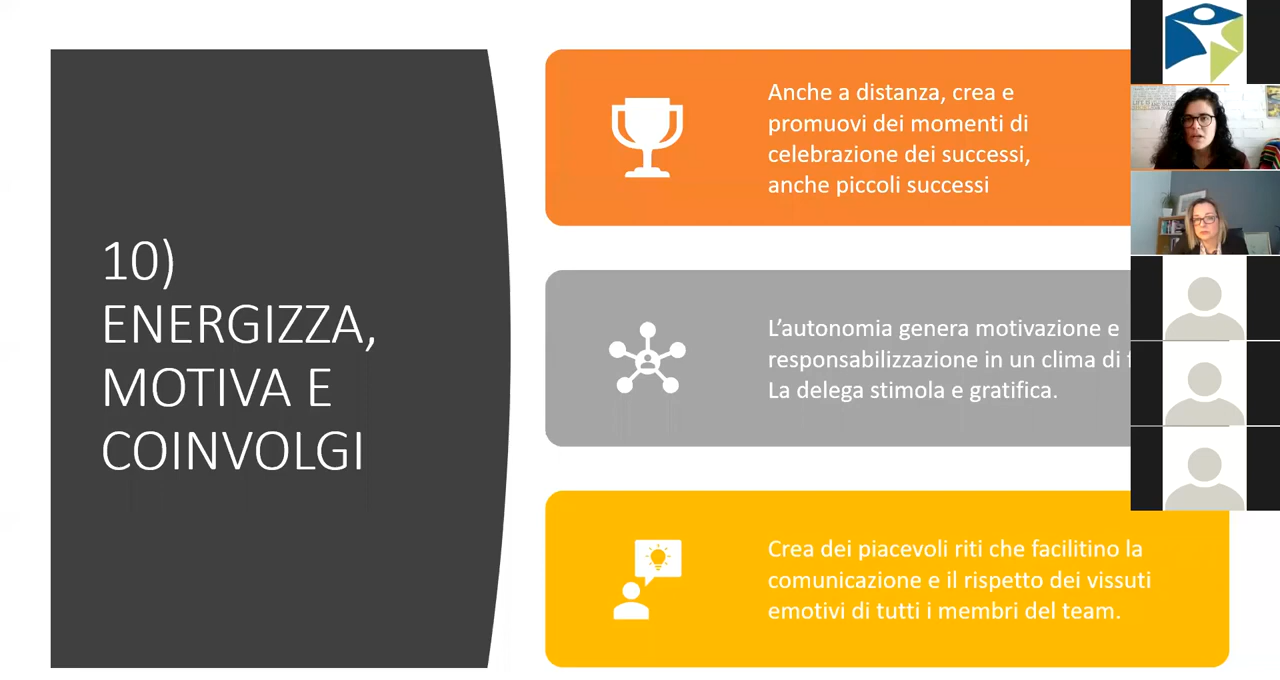 10)
ENERGIZZA,
MOTIVA E
COINVOLGI
Anche a distanza, crea e
promuovi dei momenti di
celebrazione dei successi,
anche piccoli successi
L’autonomia genera motivazione e
responsabilizzazione in un clima di
La delega stimola e gratifica.
Crea dei piacevoli riti che facilitino la
comunicazione e il rispetto dei vissuti
emotivi di tutti i membri del team.